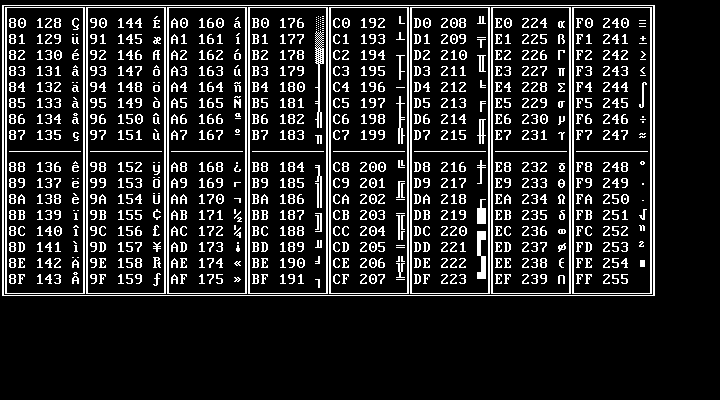 80 128 Ç 90 144 É A0 160 á B0 176 ░ C0 192 └ D0 208 ╨ E0 224 α F0 240 ≡
81 129 ü 91 145 æ A1 161 í B1 177 ▒ C1 193 ┴ D1 209 ╤ E1 225 ß F1 241 ±
82 130 é 92 146 Æ A2 162 ó B2 178 ▓ C2 194 ┬ D2 210 ╥ E2 226 Γ F2 242 ≥
83 131 â 93 147 ô A3 163 ú B3 179 │ C3 195 ├ D3 211 ╙ E3 227 π F3 243 ≤
84 132 ä 94 148 ö A4 164 ñ B4 180 ┤ C4 196 ─ D4 212 ╘ E4 228 Σ F4 244 ⌠
85 133 à 95 149 ò A5 165 Ñ B5 181 ╡ C5 197 ┼ D5 213 ╒ E5 229 σ F5 245 ⌡
86 134 å 96 150 û A6 166 ª B6 182 ╢ C6 198 ╞ D6 214 ╓ E6 230 µ F6 246 ÷
87 135 ç 97 151 ù A7 167 º B7 183 ╖ C7 199 ╟ D7 215 ╫ E7 231 τ F7 247 ≈
88 136 ê 98 152 ÿ A8 168 ¿ B8 184 ╕ C8 200 ╚ D8 216 ╪ E8 232 Φ F8 248 °
89 137 ë 99 153 Ö A9 169 ⌐ B9 185 ╣ C9 201 ╔ D9 217 ┘ E9 233 Θ F9 249 ∙
8A 138 è 9A 154 Ü AA 170 ¬ BA 186 ║ CA 202 ╩ DA 218 ┌ EA 234 Ω FA 250 ·
8B 139 ï 9B 155 ¢ AB 171 ½ BB 187 ╗ CB 203 ╦ DB 219 █ EB 235 δ FB 251 √
8C 140 î 9C 156 £ AC 172 ¼ BC 188 ╝ CC 204 ╠ DC 220 ▄ EC 236 ∞ FC 252 ⁿ
8D 141 ì 9D 157 ¥ AD 173 ¡ BD 189 ╜ CD 205 ═ DD 221 ▌ ED 237 φ FD 253 ²
8E 142 Ä 9E 158 ₧ AE 174 « BE 190 ╛ CE 206 ╬ DE 222 ▐ EE 238 ε FE 254 ■
8F 143 Å 9F 159 ƒ AF 175 » BF 191 ┐ CF 207 ╧ DF 223 ▀ EF 239 ∩ FF 255